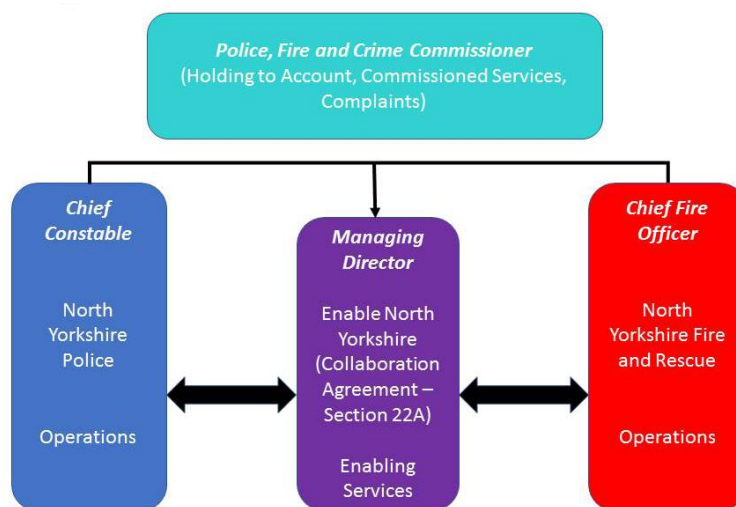 Police, Fire and Crime Commissioner
(Holding to Account, Commissioned Services,
Complaints)
Chief
Constable
North
Yorkshire
Police
Operations
Managing
Director
Enable North
Yorkshire
(Collaboration
Agreement –
Section 22A)
Enabling
Services
Chief Fire
Officer
North
Yorkshire Fire
and Rescue
Operations